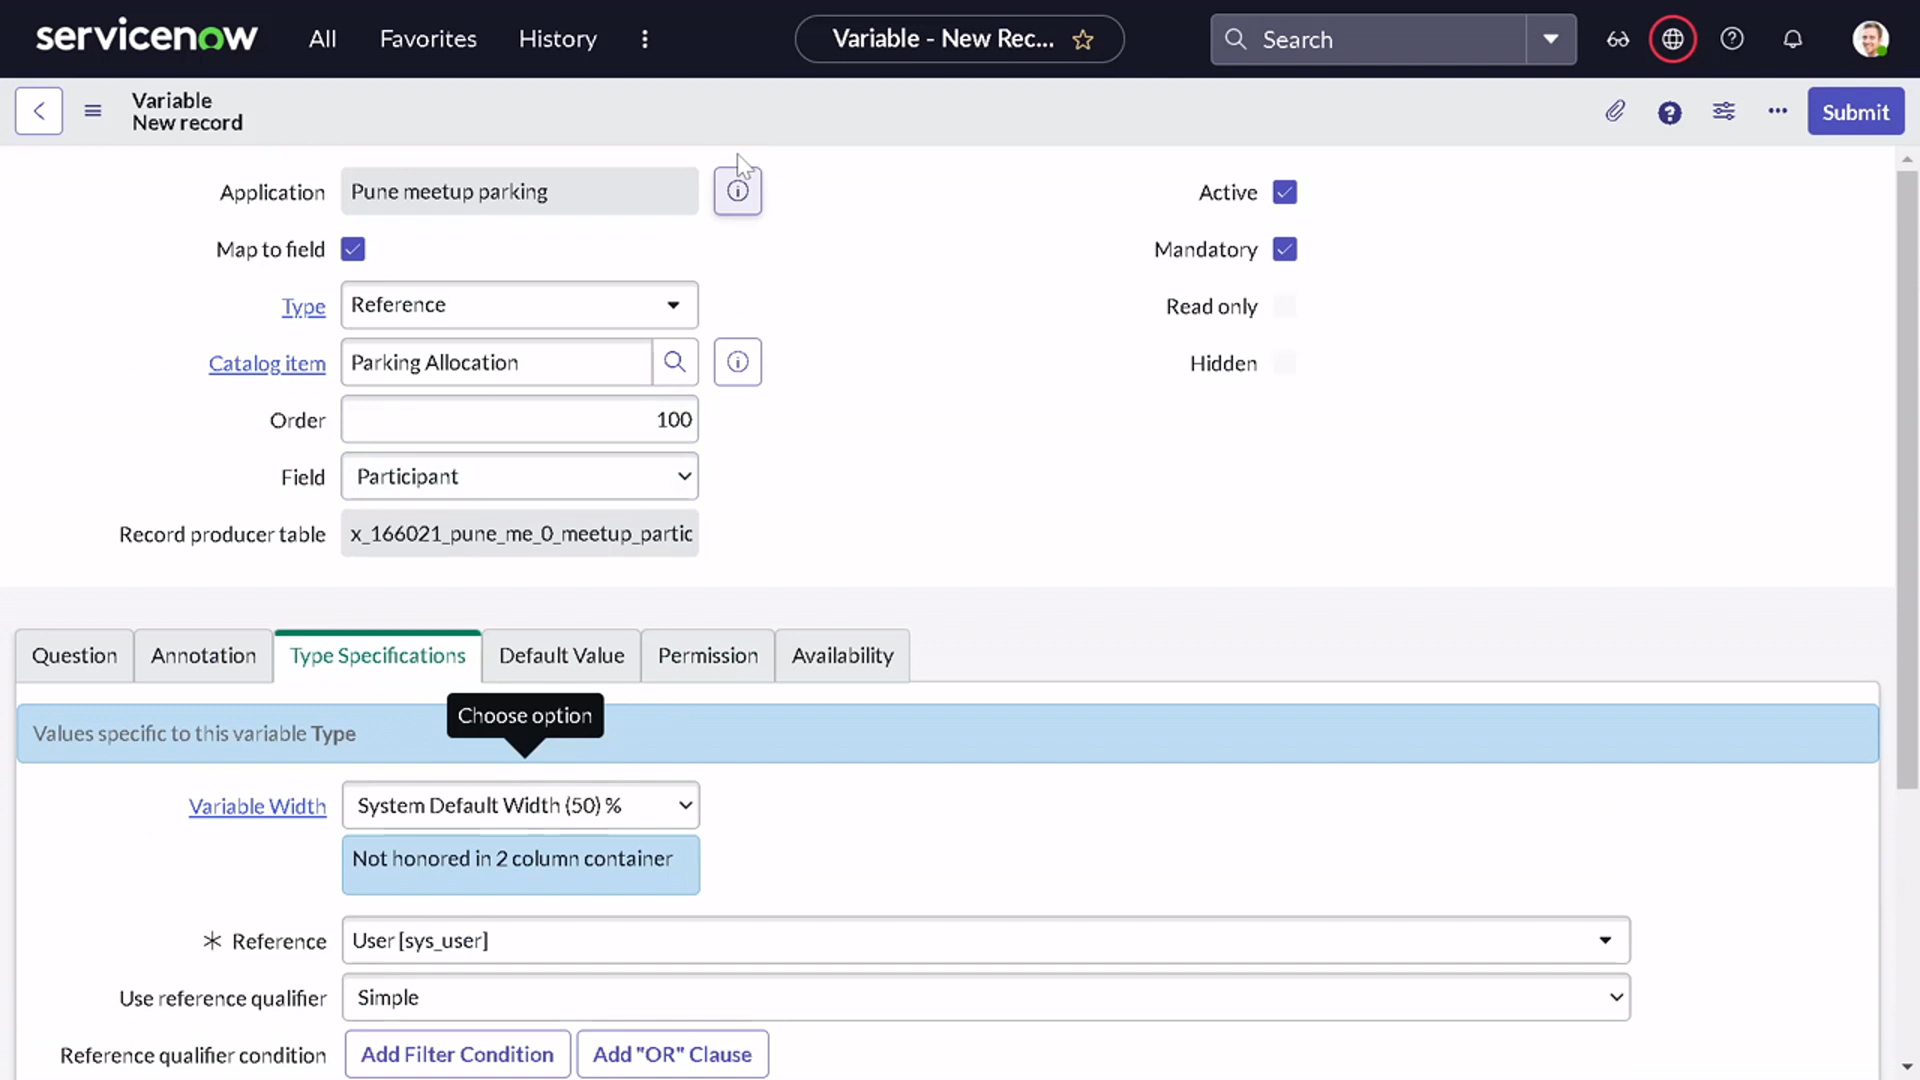 servicenow All Favorites History Variable - New Rec... Search
Variable
New record
Submit
Application Pune meetup parking
Active
Map to field
Mandatory
Type Reference
Read only
Catalog item Parking Allocation
Hidden
Order 100
Field Participant
Record producer table x_166021_pune_me_0_meetup_partic
Question Annotation Type Specifications Default Value Permission Availability
Choose option
Values specific to this variable Type
Variable Width System Default Width (50) %
Not honored in 2 column container
Reference User [sys_user]
Use reference qualifier Simple
Reference qualifier condition Add Filter Condition Add "OR" Clause